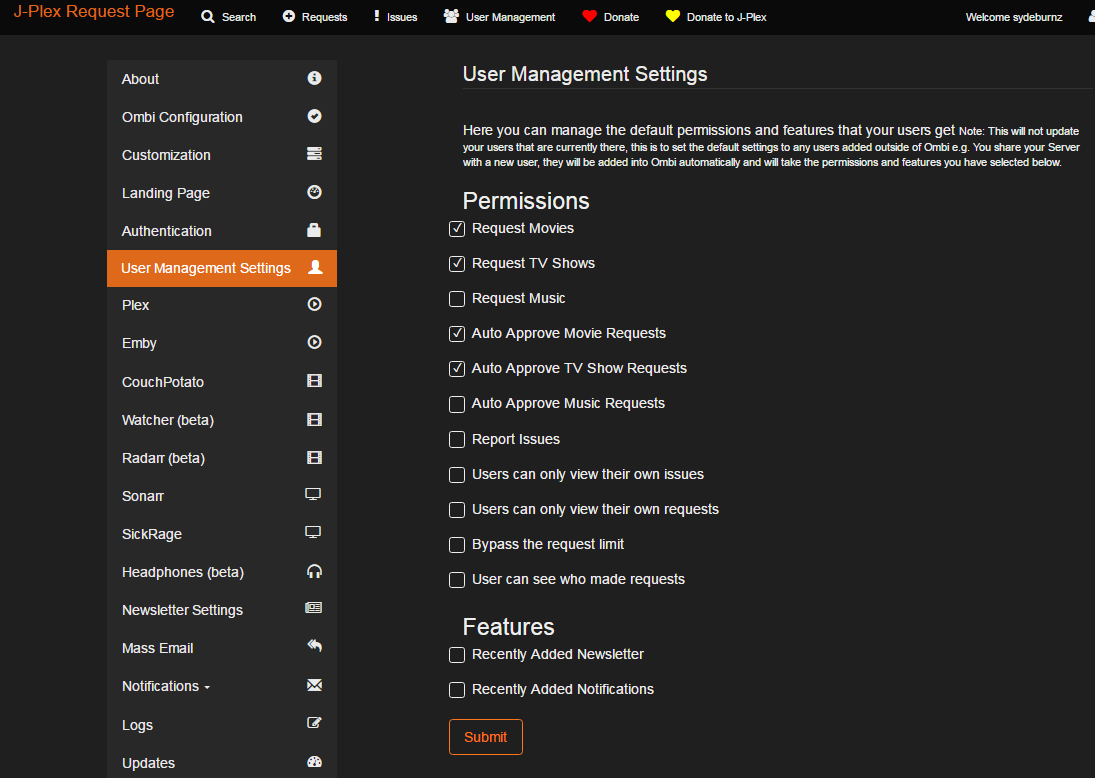 J-Plex Request Page
Search
Requests
Issues
User Management
Donate
Donate to J-Plex
Welcome sydeburnz
About
Ombi Configuration
Customization
Landing Page
Authentication
User Management Settings
Plex
Emby
CouchPotato
Watcher (beta)
Radarr (beta)
Sonarr
SickRage
Headphones (beta)
Newsletter Settings
Mass Email
Notifications
Logs
Updates
User Management Settings
Here you can manage the default permissions and features that your users get Note: This will not update
your users that are currently there, this is to set the default settings to any users added outside of Ombi e.g. You share your Server
with a new user, they will be added into Ombi automatically and will take the permissions and features you have selected below.
Permissions
Request Movies
Request TV Shows
Request Music
Auto Approve Movie Requests
Auto Approve TV Show Requests
Auto Approve Music Requests
Report Issues
Users can only view their own issues
Users can only view their own requests
Bypass the request limit
User can see who made requests
Features
Recently Added Newsletter
Recently Added Notifications
Submit